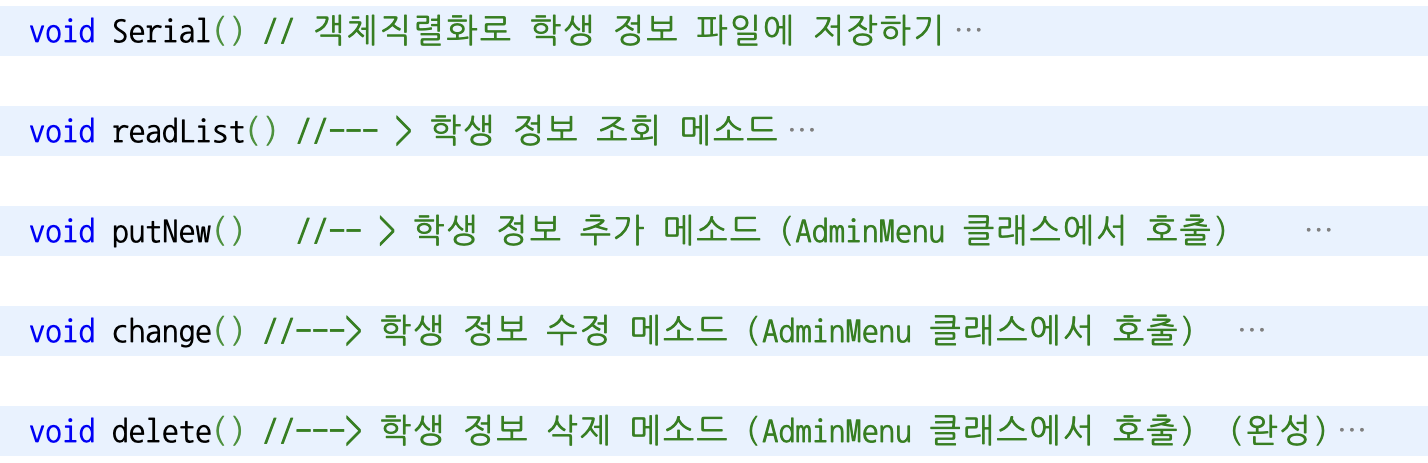 void Serial() // 객체직렬화로 학생 정보 파일에 저장하기 ···
void readList() //--- > 학생 정보 조회 메소드 ···
void putNew()   //-- > 학생 정보 추가 메소드 (AdminMenu 클래스에서 호출)    ···
void change() //---> 학생 정보 수정 메소드 (AdminMenu 클래스에서 호출)  ···
void delete() //---> 학생 정보 삭제 메소드 (AdminMenu 클래스에서 호출) (완성) ···